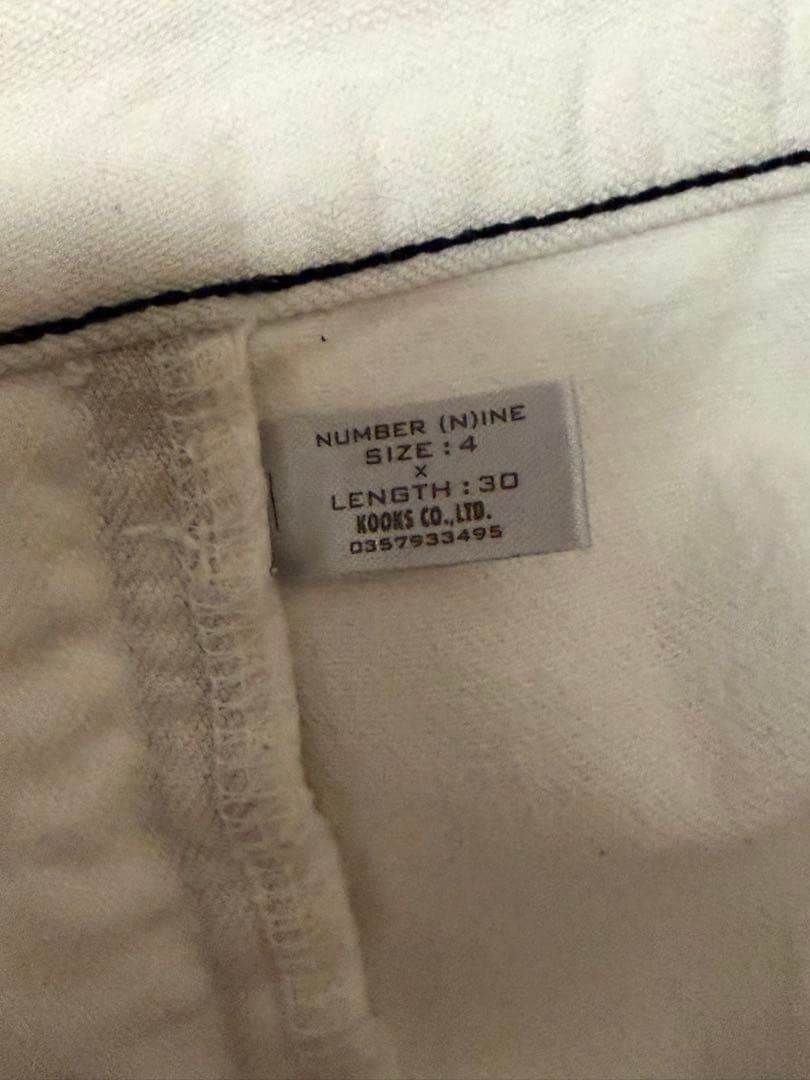 NUMBER (N)INE
SIZE : 4
X
LENGTH : 30
KOOKS CO.,LTD.
0357933495